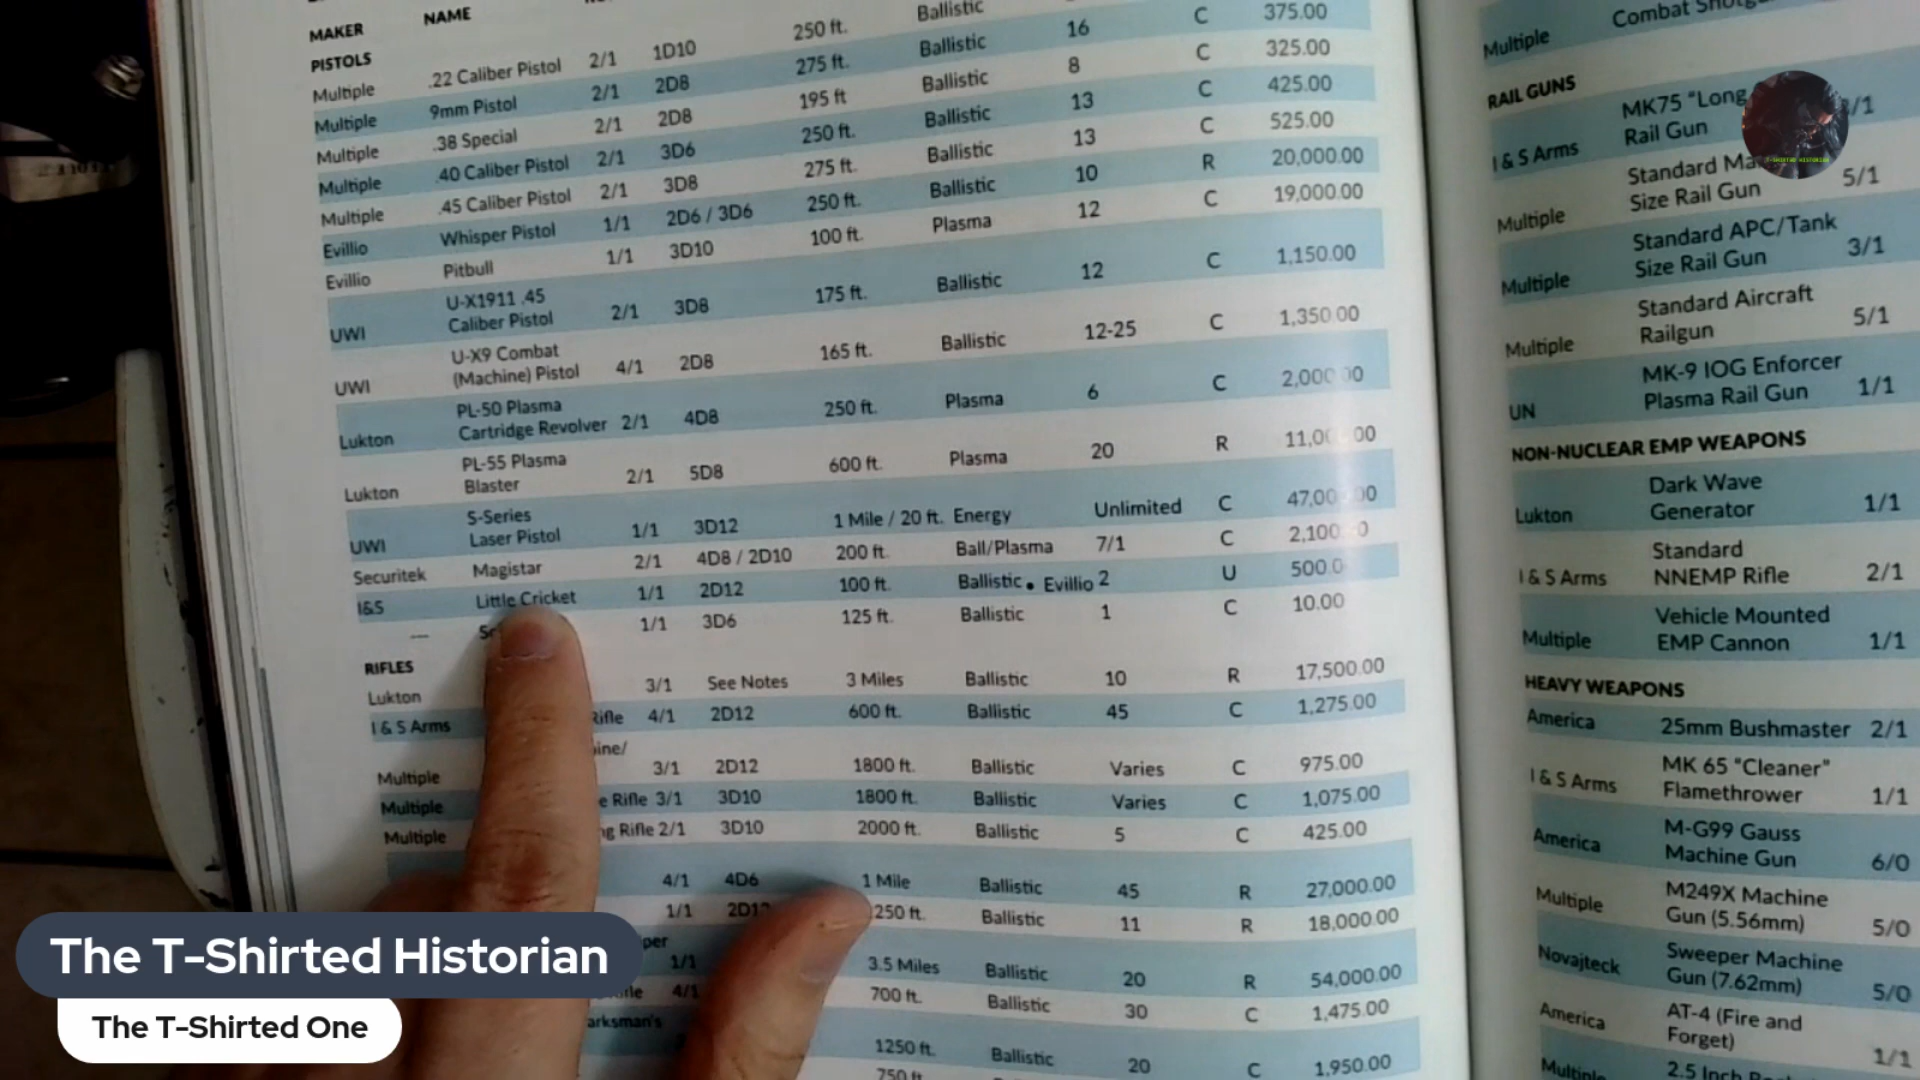 MAKER NAME
PISTOLS
Multiple .22 Caliber Pistol 2/1 1D10 250 ft. Ballistic
Multiple 9mm Pistol 2/1 2D8 275 ft. Ballistic 16 C 375.00
Multiple .38 Special 2/1 2D8 195 ft Ballistic 8 C 325.00
Multiple .40 Caliber Pistol 2/1 3D6 250 ft. Ballistic 13 C 425.00
Multiple .45 Caliber Pistol 2/1 3D8 275 ft. Ballistic 13 C 525.00
Evillio Whisper Pistol 1/1 2D6 / 3D6 250 ft. Ballistic 10 R 20,000.00
Evillio Pitbull 1/1 3D10 100 ft. Plasma 12 C 19,000.00
U-X1911 .45
UWI Caliber Pistol 2/1 3D8 175 ft. Ballistic 12 C 1,150.00
U-X9 Combat
UWI (Machine) Pistol 4/1 2D8 165 ft. Ballistic 12-25 C 1,350 00
PL-50 Plasma
Lukton Cartridge Revolver 2/1 4D8 250 ft. Plasma 6 C
PL-55 Plasma
Lukton Blaster 2/1 5D8 600 ft. Plasma 20 R
S-Series
UWI Laser Pistol 1/1 3D12 1 Mile / 20 ft. Energy Unlimited C
Securitek Magistar 2/1 4D8 / 2D10 200 ft. Ball/Plasma 7/1 C
I&S Little Cricket 1/1 2D12 100 ft. Ballistic • Evillio 2 U
— 1/1 3D6 125 ft. Ballistic 1 C 10.00
RIFLES
Lukton 3/1 See Notes 3 Miles Ballistic 10 R 17,500.00
I & S Arms Rifle 4/1 2D12 600 ft. Ballistic 45 C 1,275.00
Multiple 3/1 2D12 1800 ft. Ballistic Varies C 975.00
Multiple Rifle 3/1 3D10 1800 ft. Ballistic Varies C 1,075.00
Multiple Rifle 2/1 3D10 2000 ft. Ballistic 5 C 425.00
4/1 4D6 1 Mile Ballistic 45 R 27,000.00
1/1 250 ft. Ballistic 11 R 18,000.00
1/1 3.5 Miles Ballistic 20 R 54,000.00
4/1 700 ft. Ballistic 30 C 1,475.00
1250 ft. Ballistic 20 C 1,950.00
750 ft
Multiple Combat
RAIL GUNS
MK75 "Long
I & S Arms Rail Gun
Standard
Multiple Size Rail Gun 5/1
Standard APC/Tank
Multiple Size Rail Gun 3/1
Standard Aircraft
Multiple Railgun 5/1
MK-9 IOG Enforcer
UN Plasma Rail Gun 1/1
NON-NUCLEAR EMP WEAPONS
Dark Wave
Lukton Generator 1/1
Standard
I & S Arms NNEMP Rifle 2/1
Vehicle Mounted
Multiple EMP Cannon 1/1
HEAVY WEAPONS
America 25mm Bushmaster 2/1
MK 65 "Cleaner"
I & S Arms Flamethrower 1/1
M-G99 Gauss
America Machine Gun 6/0
M249X Machine
Multiple Gun (5.56mm) 5/0
Sweeper Machine
Novajteck Gun (7.62mm) 5/0
AT-4 (Fire and
America Forget) 1/1
Multiple 2.5 Inch
The T-Shirted Historian
The T-Shirted One